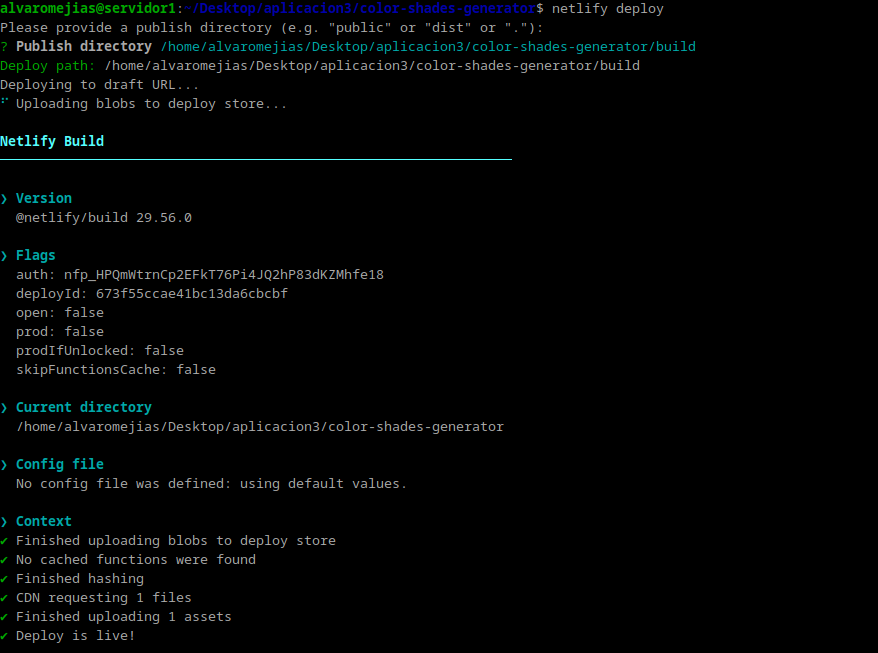 alvaromejias@servidor1:~/Desktop/aplicacion3/color-shades-generator$ netlify deploy
Please provide a publish directory (e.g. "public" or "dist" or "."):
? Publish directory /home/alvaromejias/Desktop/aplicacion3/color-shades-generator/build
Deploy path: /home/alvaromejias/Desktop/aplicacion3/color-shades-generator/build
Deploying to draft URL...
⠋ Uploading blobs to deploy store...
Netlify Build
❯ Version
@netlify/build 29.56.0
❯ Flags
auth: nfp_HPQmWtrnCp2EFkT76Pi4JQ2hP83dKZMhfe18
deployId: 673f55ccae41bc13da6cbcbf
open: false
prod: false
prodIfUnlocked: false
skipFunctionsCache: false
❯ Current directory
/home/alvaromejias/Desktop/aplicacion3/color-shades-generator
❯ Config file
No config file was defined: using default values.
❯ Context
✔ Finished uploading blobs to deploy store
✔ No cached functions were found
✔ Finished hashing
✔ CDN requesting 1 files
✔ Finished uploading 1 assets
✔ Deploy is live!